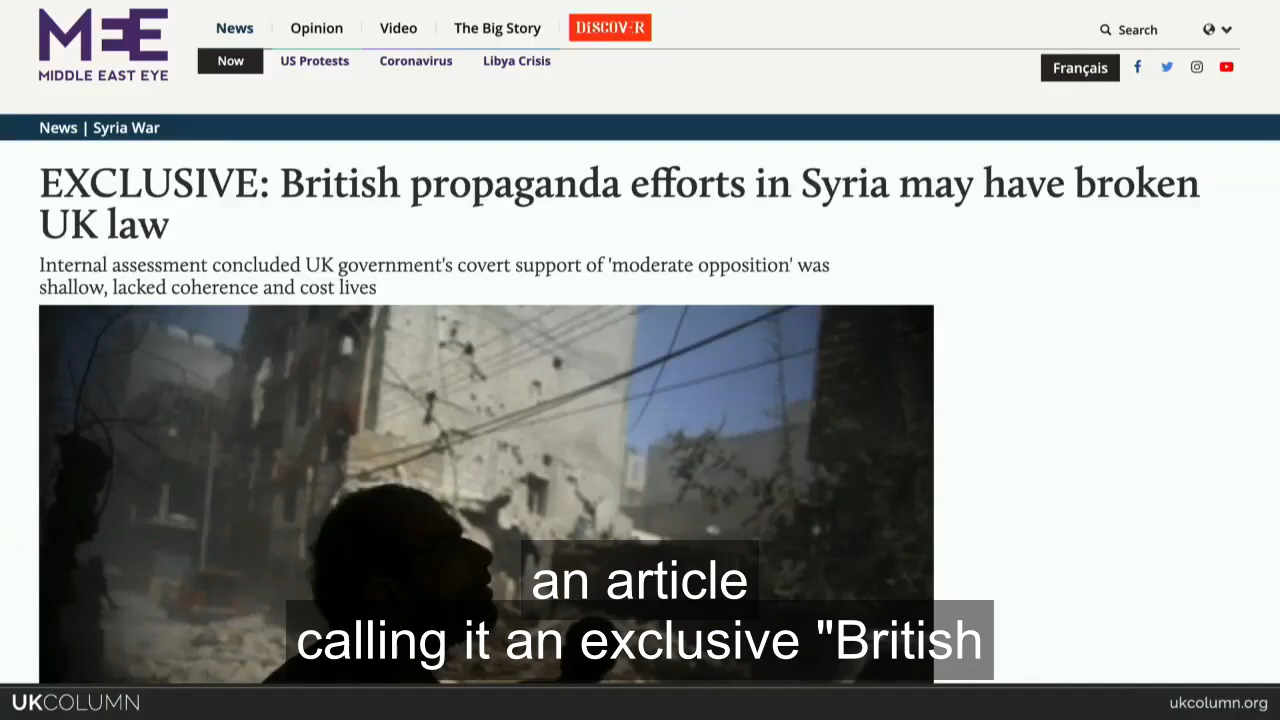 MEE
MIDDLE EAST EYE
News Opinion Video The Big Story DISCOVER Search
Now US Protests Coronavirus Libya Crisis Français
News | Syria War
EXCLUSIVE: British propaganda efforts in Syria may have broken
UK law
Internal assessment concluded UK government's covert support of 'moderate opposition' was
shallow, lacked coherence and cost lives
an article
calling it an exclusive "British
UKCOLUMN ukcolumn.org